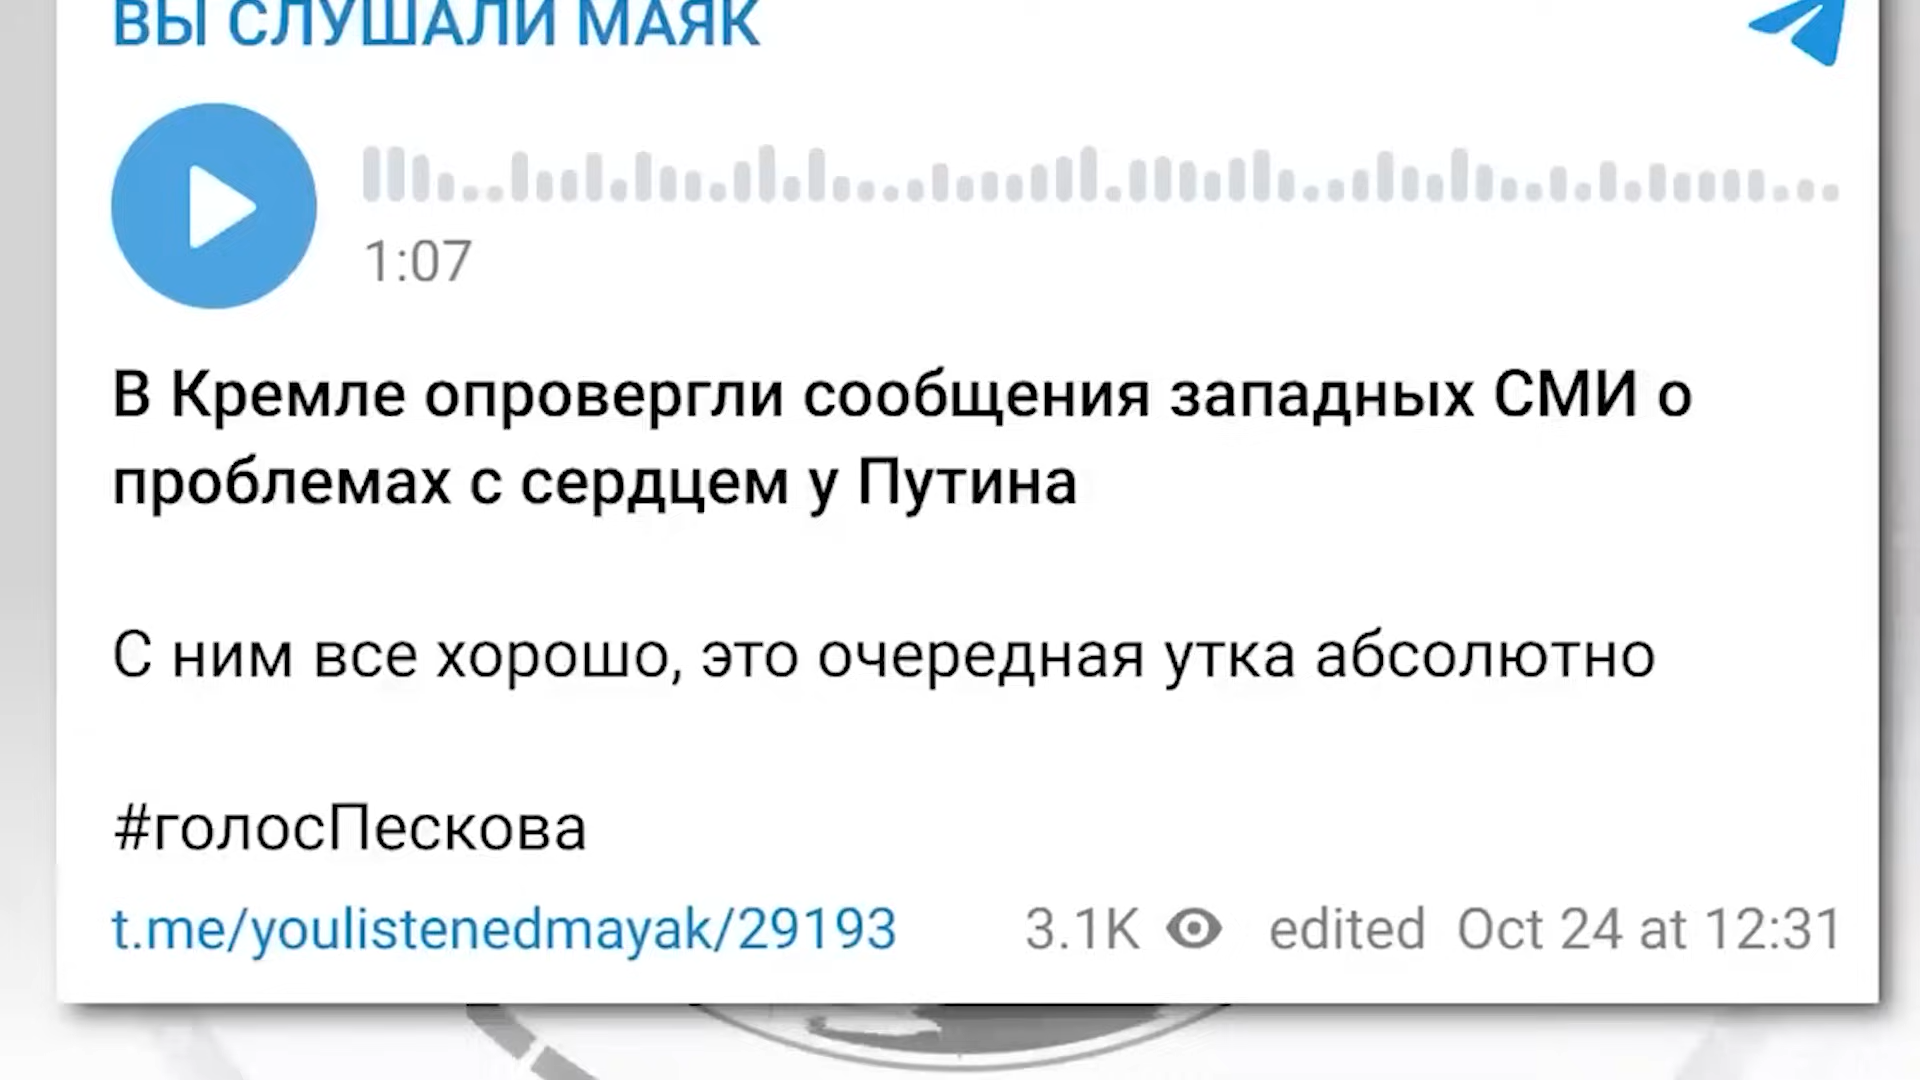 ВЫ СЛУШАЛИ МАЯК
1:07
В Кремле опровергли сообщения западных СМИ о
проблемах с сердцем у Путина
С ним все хорошо, это очередная утка абсолютно
#голосПескова
t.me/youlistenedmayak/29193 3.1K edited Oct 24 at 12:31